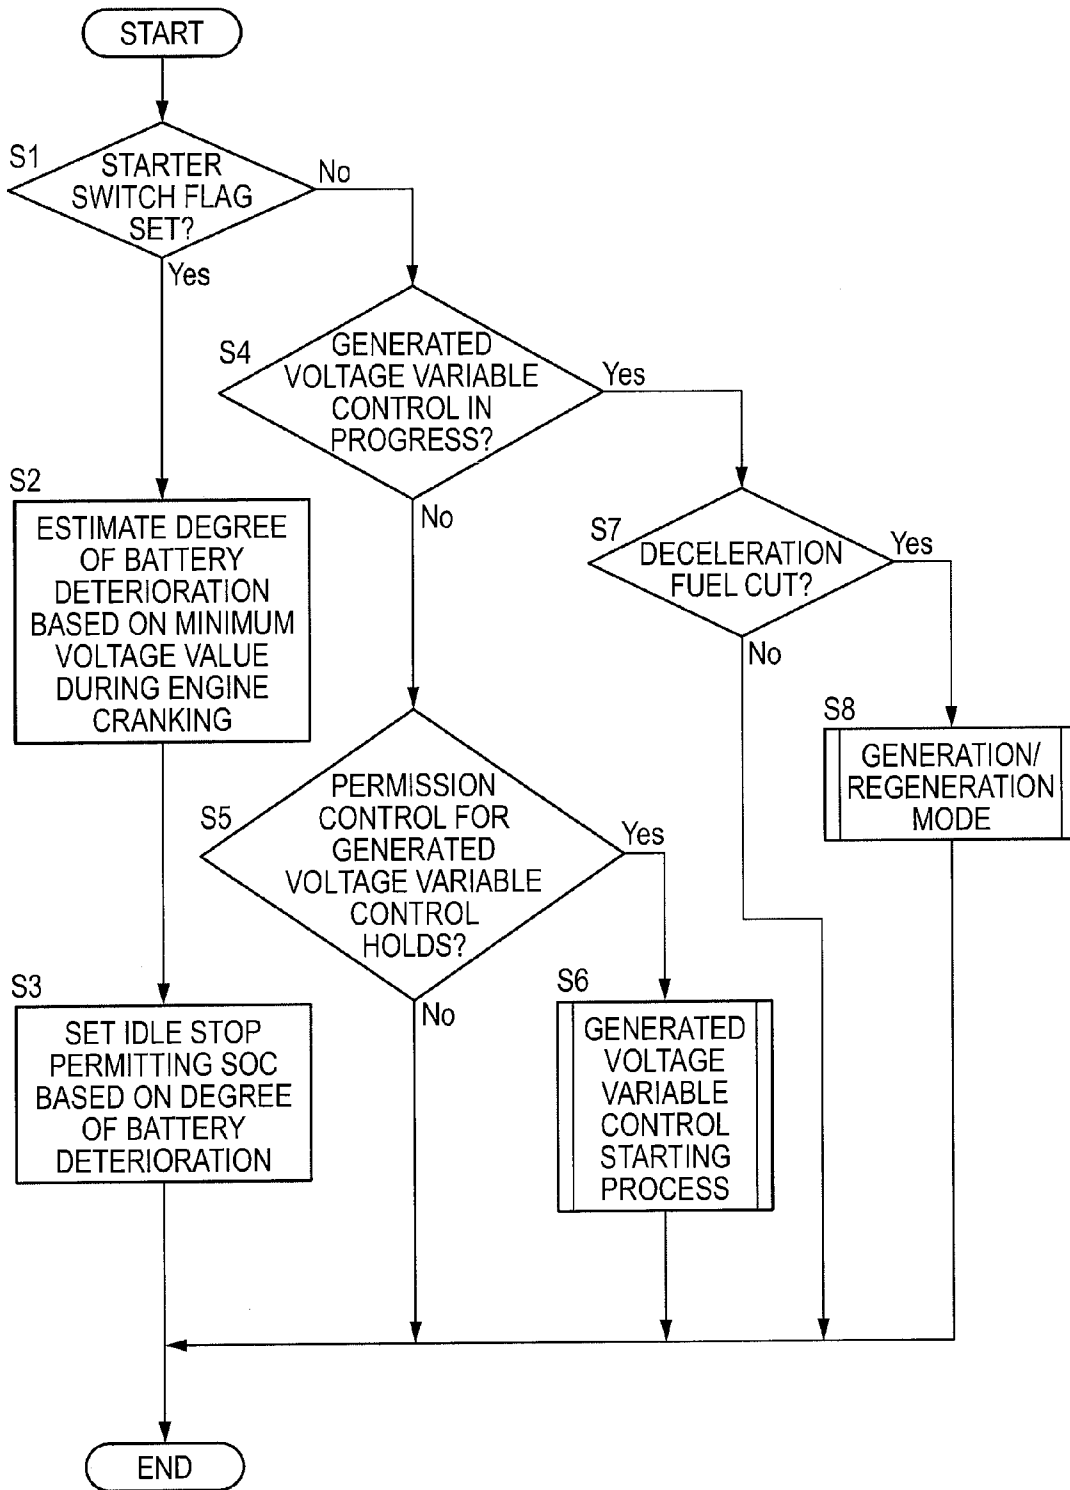 START
S1
STARTER
SWITCH FLAG
SET?
No
Yes
S4
GENERATED
VOLTAGE VARIABLE
CONTROL IN
PROGRESS?
Yes
No
S2
ESTIMATE DEGREE
OF BATTERY
DETERIORATION
BASED ON MINIMUM
VOLTAGE VALUE
DURING ENGINE
CRANKING
S7
DECELERATION
FUEL CUT?
Yes
No
S8
GENERATION/
REGENERATION
MODE
S5
PERMISSION
CONTROL FOR
GENERATED
VOLTAGE VARIABLE
CONTROL
HOLDS?
Yes
No
S3
SET IDLE STOP
PERMITTING SOC
BASED ON DEGREE
OF BATTERY
DETERIORATION
S6
GENERATED
VOLTAGE
VARIABLE
CONTROL
STARTING
PROCESS
END